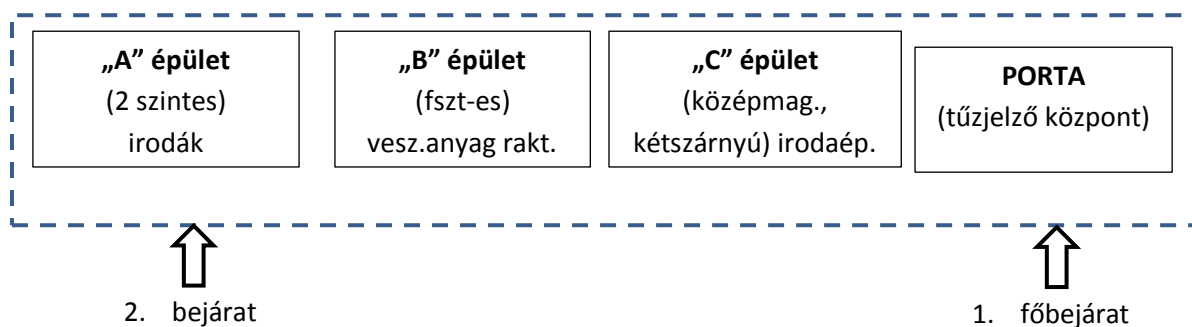 „A” épület
(2 szintes)
irodák
„B” épület
(fszt-es)
vesz.anyag rakt.
„C” épület
(középmag.,
kétszárnyú) irodaép.
PORTA
(tűzjelző központ)
2. bejárat
1. főbejárat